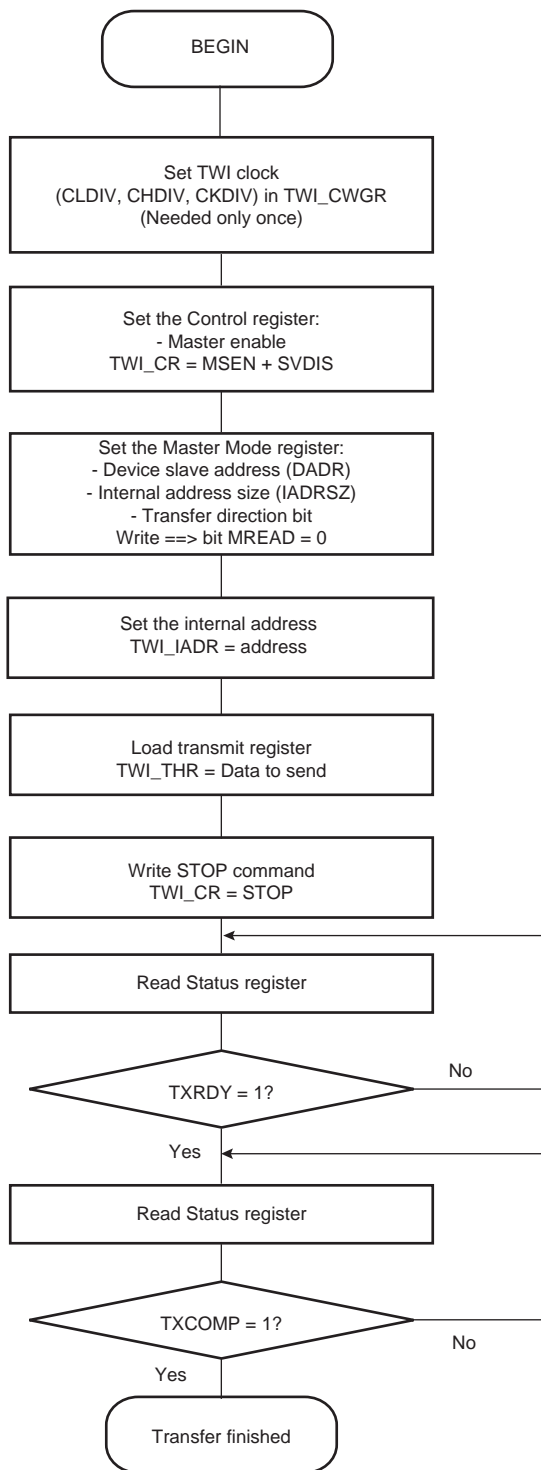 BEGIN
Set TWI clock
(CLDIV, CHDIV, CKDIV) in TWI_CWGR
(Needed only once)
Set the Control register:
- Master enable
TWI_CR = MSEN + SVDIS
Set the Master Mode register:
- Device slave address (DADR)
- Internal address size (IADRSZ)
- Transfer direction bit
Write ==> bit MREAD = 0
Set the internal address
TWI_IADR = address
Load transmit register
TWI_THR = Data to send
Write STOP command
TWI_CR = STOP
Read Status register
TXRDY = 1?
No
Yes
Read Status register
TXCOMP = 1?
No
Yes
Transfer finished